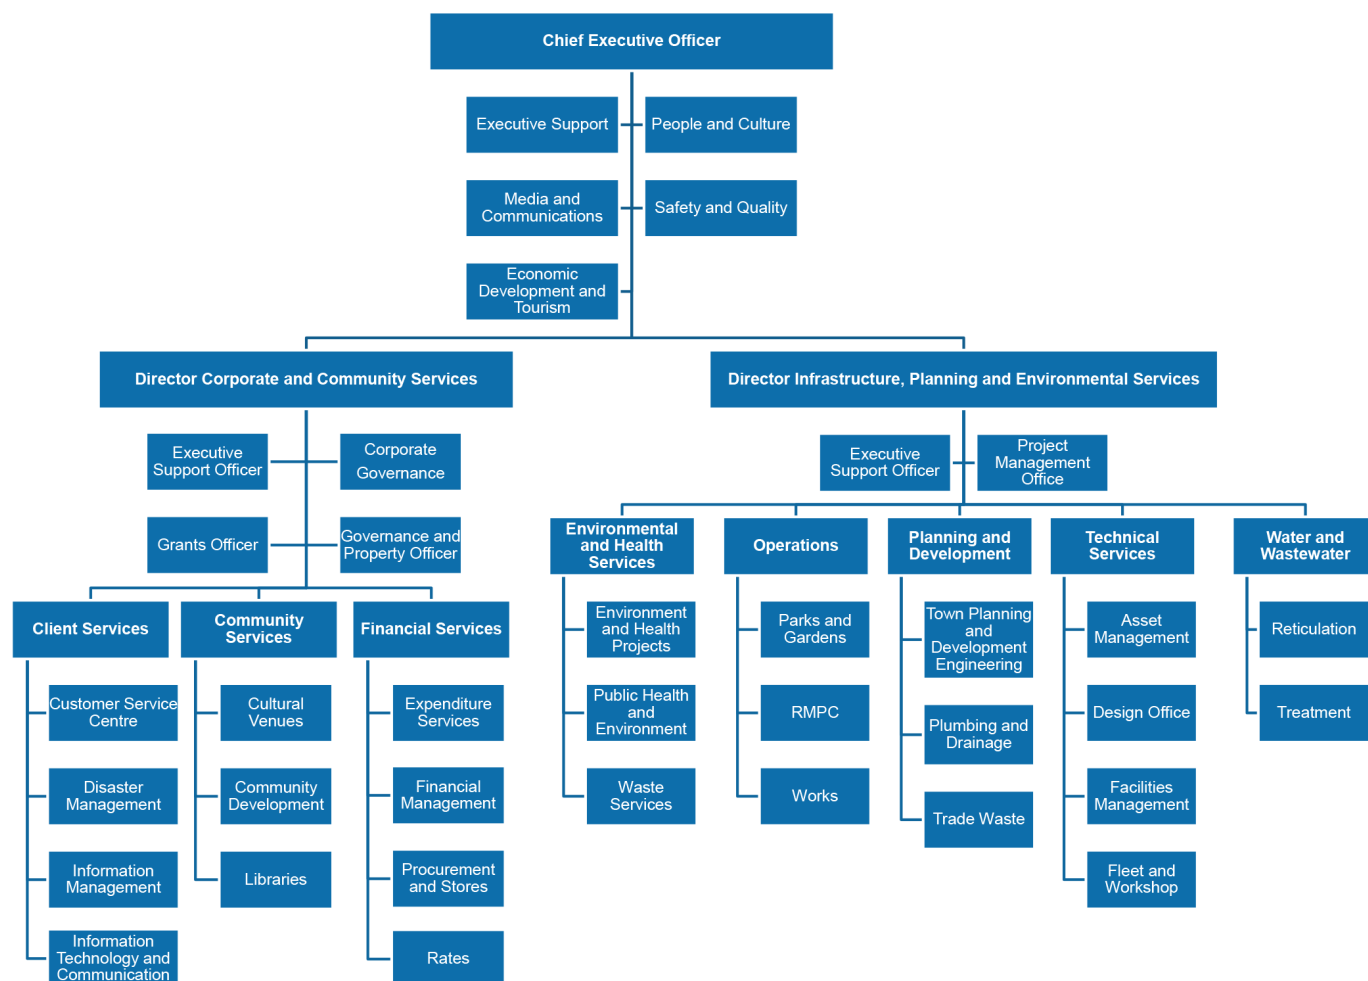 Chief Executive Officer
Executive Support
People and Culture
Media and
Communications
Safety and Quality
Economic
Development and
Tourism
Director Corporate and Community Services
Director Infrastructure, Planning and Environmental Services
Executive
Support Officer
Corporate
Governance
Grants Officer
Governance and
Property Officer
Executive
Support Officer
Project
Management
Office
Client Services
Community
Services
Financial Services
Customer Service
Centre
Disaster
Management
Information
Management
Information
Technology and
Communication
Cultural
Venues
Community
Development
Libraries
Expenditure
Services
Financial
Management
Procurement
and Stores
Rates
Environmental
and Health
Services
Operations
Planning and
Development
Technical
Services
Water and
Wastewater
Environment
and Health
Projects
Public Health
and
Environment
Waste
Services
Parks and
Gardens
RMPC
Works
Town Planning
and
Development
Engineering
Plumbing and
Drainage
Trade Waste
Asset
Management
Design Office
Facilities
Management
Fleet and
Workshop
Reticulation
Treatment